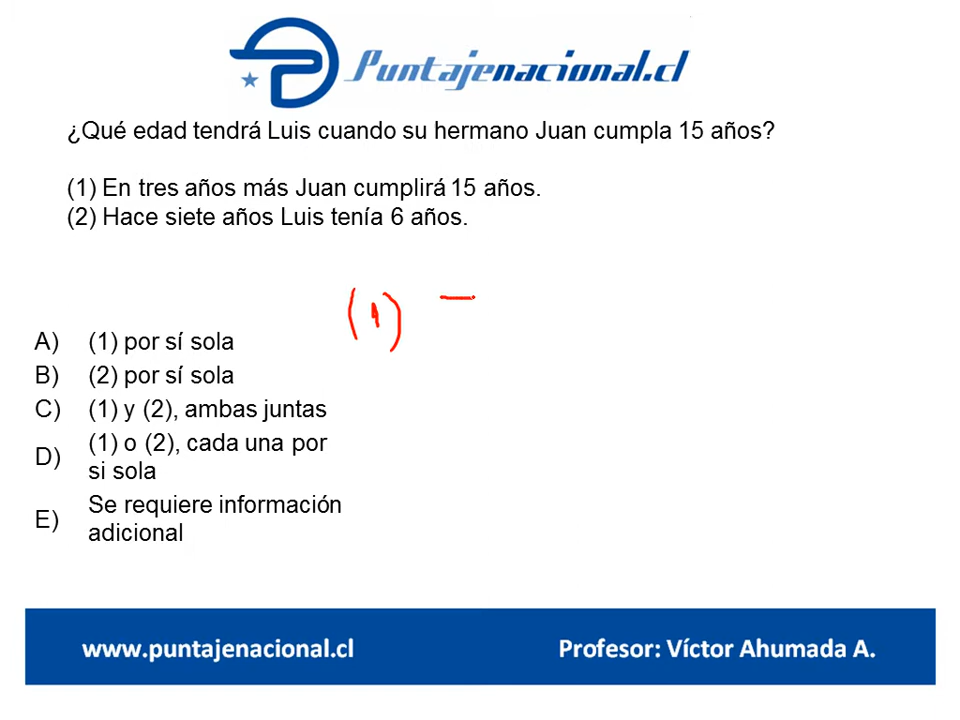 Puntajenacional.cl
¿Qué edad tendrá Luis cuando su hermano Juan cumpla 15 años?
(1) En tres años más Juan cumplirá 15 años.
(2) Hace siete años Luis tenía 6 años.
(1) —
A) (1) por sí sola
B) (2) por sí sola
C) (1) y (2), ambas juntas
D) (1) o (2), cada una por
si sola
E) Se requiere información
adicional
www.puntajenacional.cl
Profesor: Víctor Ahumada A.